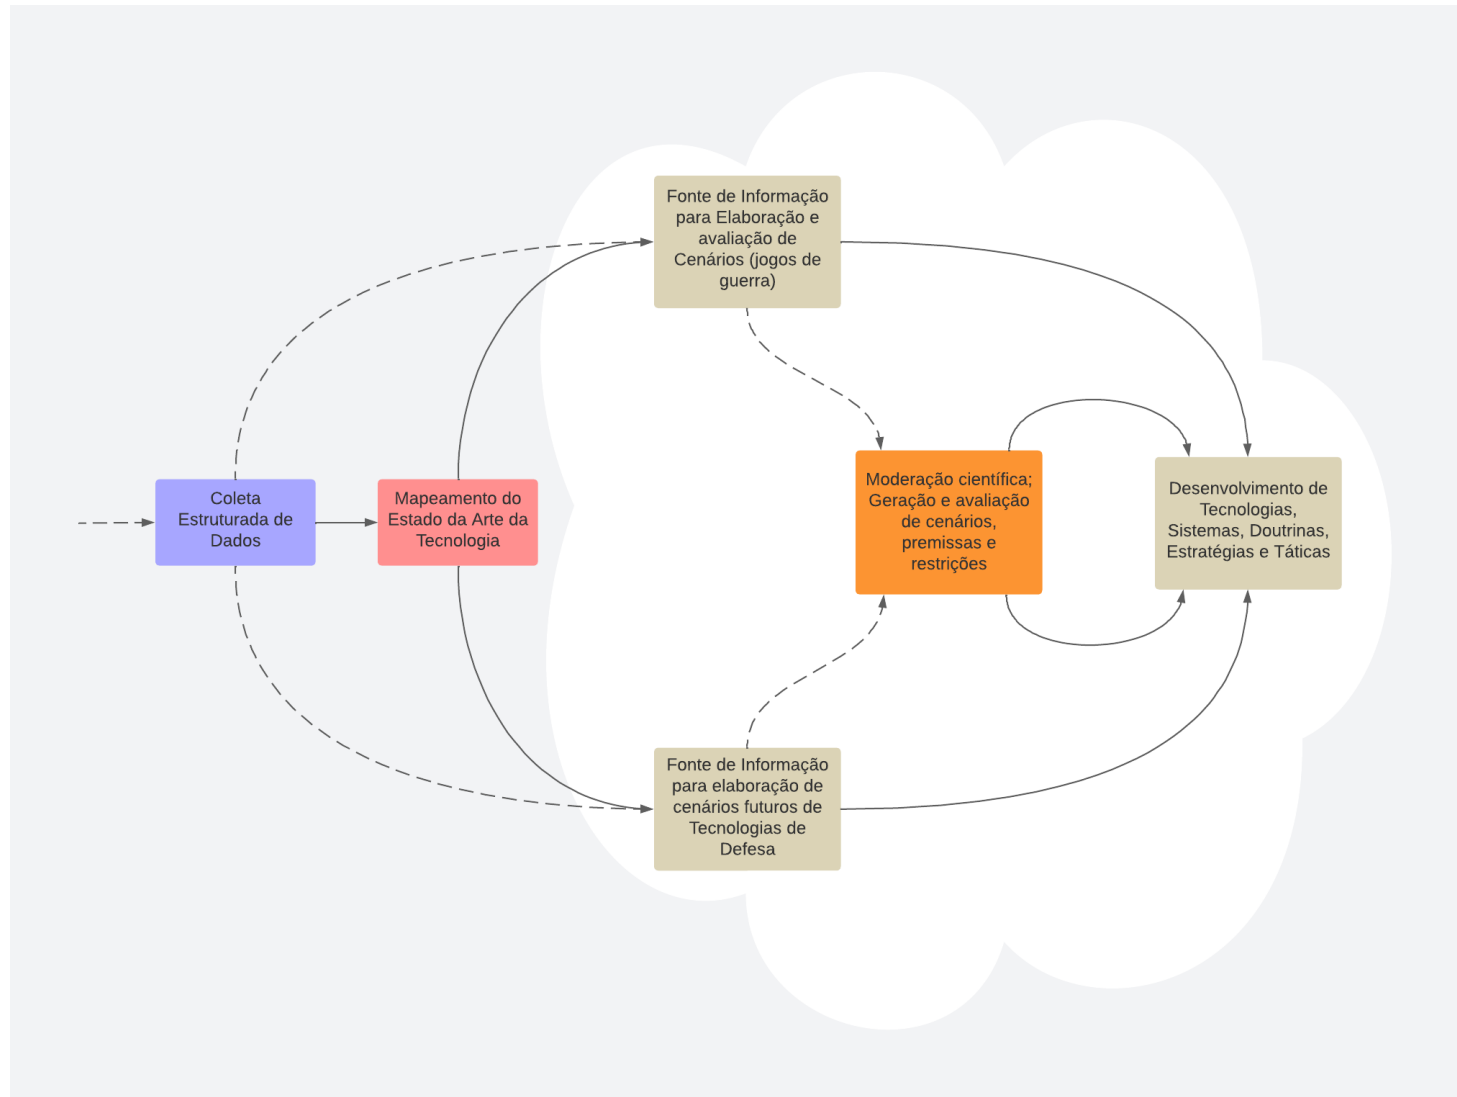 Fonte de Informação
para Elaboração e
avaliação de
Cenários (jogos de
guerra)
Coleta
Estruturada de
Dados
Mapeamento do
Estado da Arte da
Tecnologia
Moderação científica;
Geração e avaliação
de cenários,
premissas e
restrições
Desenvolvimento de
Tecnologias,
Sistemas, Doutrinas,
Estratégias e Táticas
Fonte de Informação
para elaboração de
cenários futuros de
Tecnologias de
Defesa